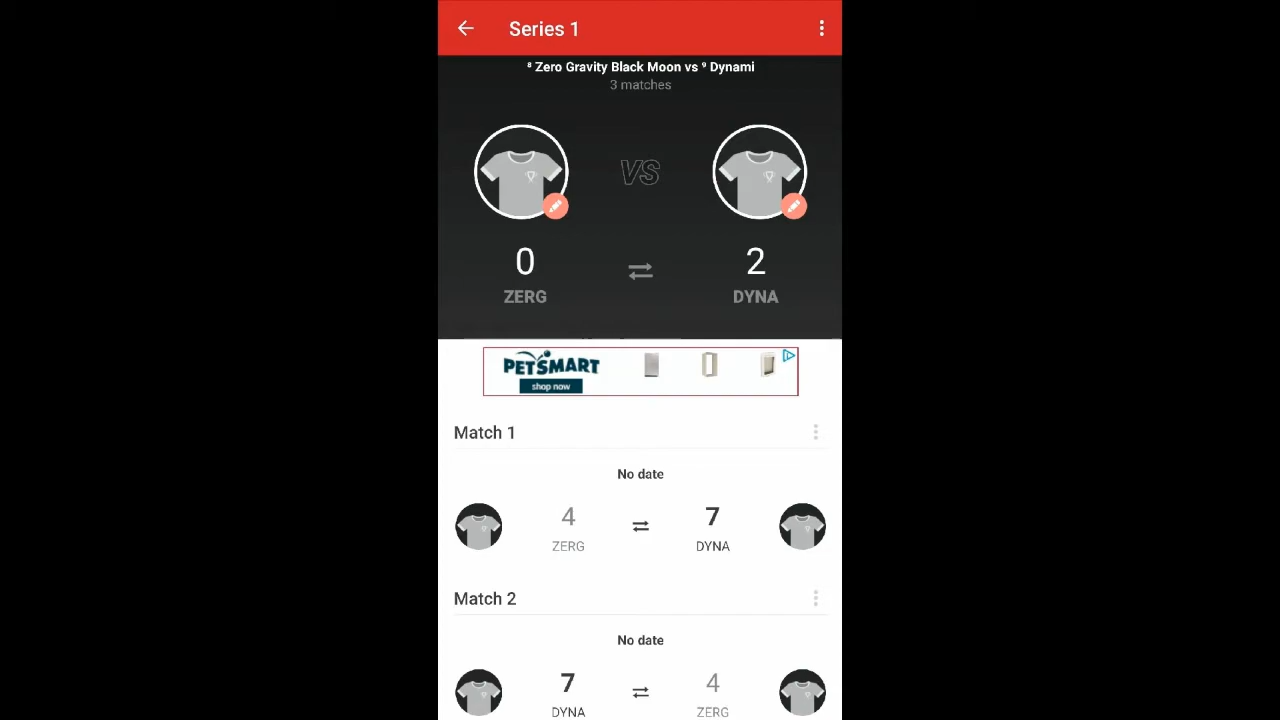 Series 1
⁸ Zero Gravity Black Moon vs ⁹ Dynami
3 matches
VS
0
2
ZERG
DYNA
PETSMART
shop now
Match 1
No date
4
7
ZERG
DYNA
Match 2
No date
7
4
DYNA
ZERG